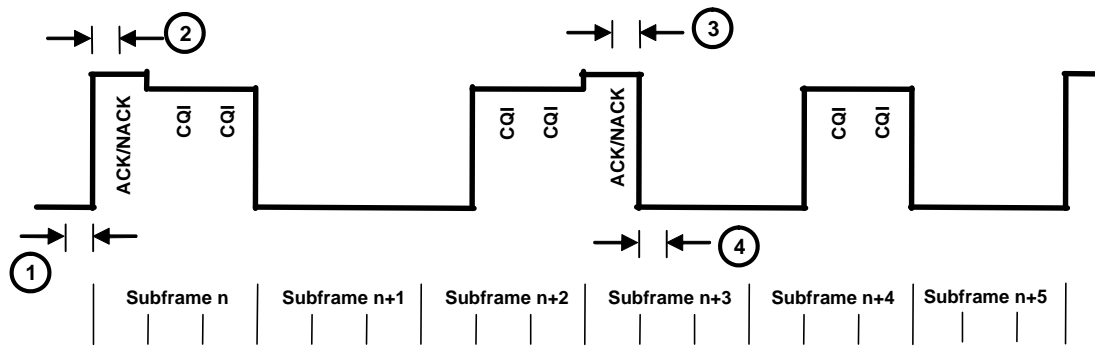 2
3
ACK/NACK
CQI
CQI
CQI
CQI
ACK/NACK
CQI
CQI
1
4
Subframe n
Subframe n+1
Subframe n+2
Subframe n+3
Subframe n+4
Subframe n+5